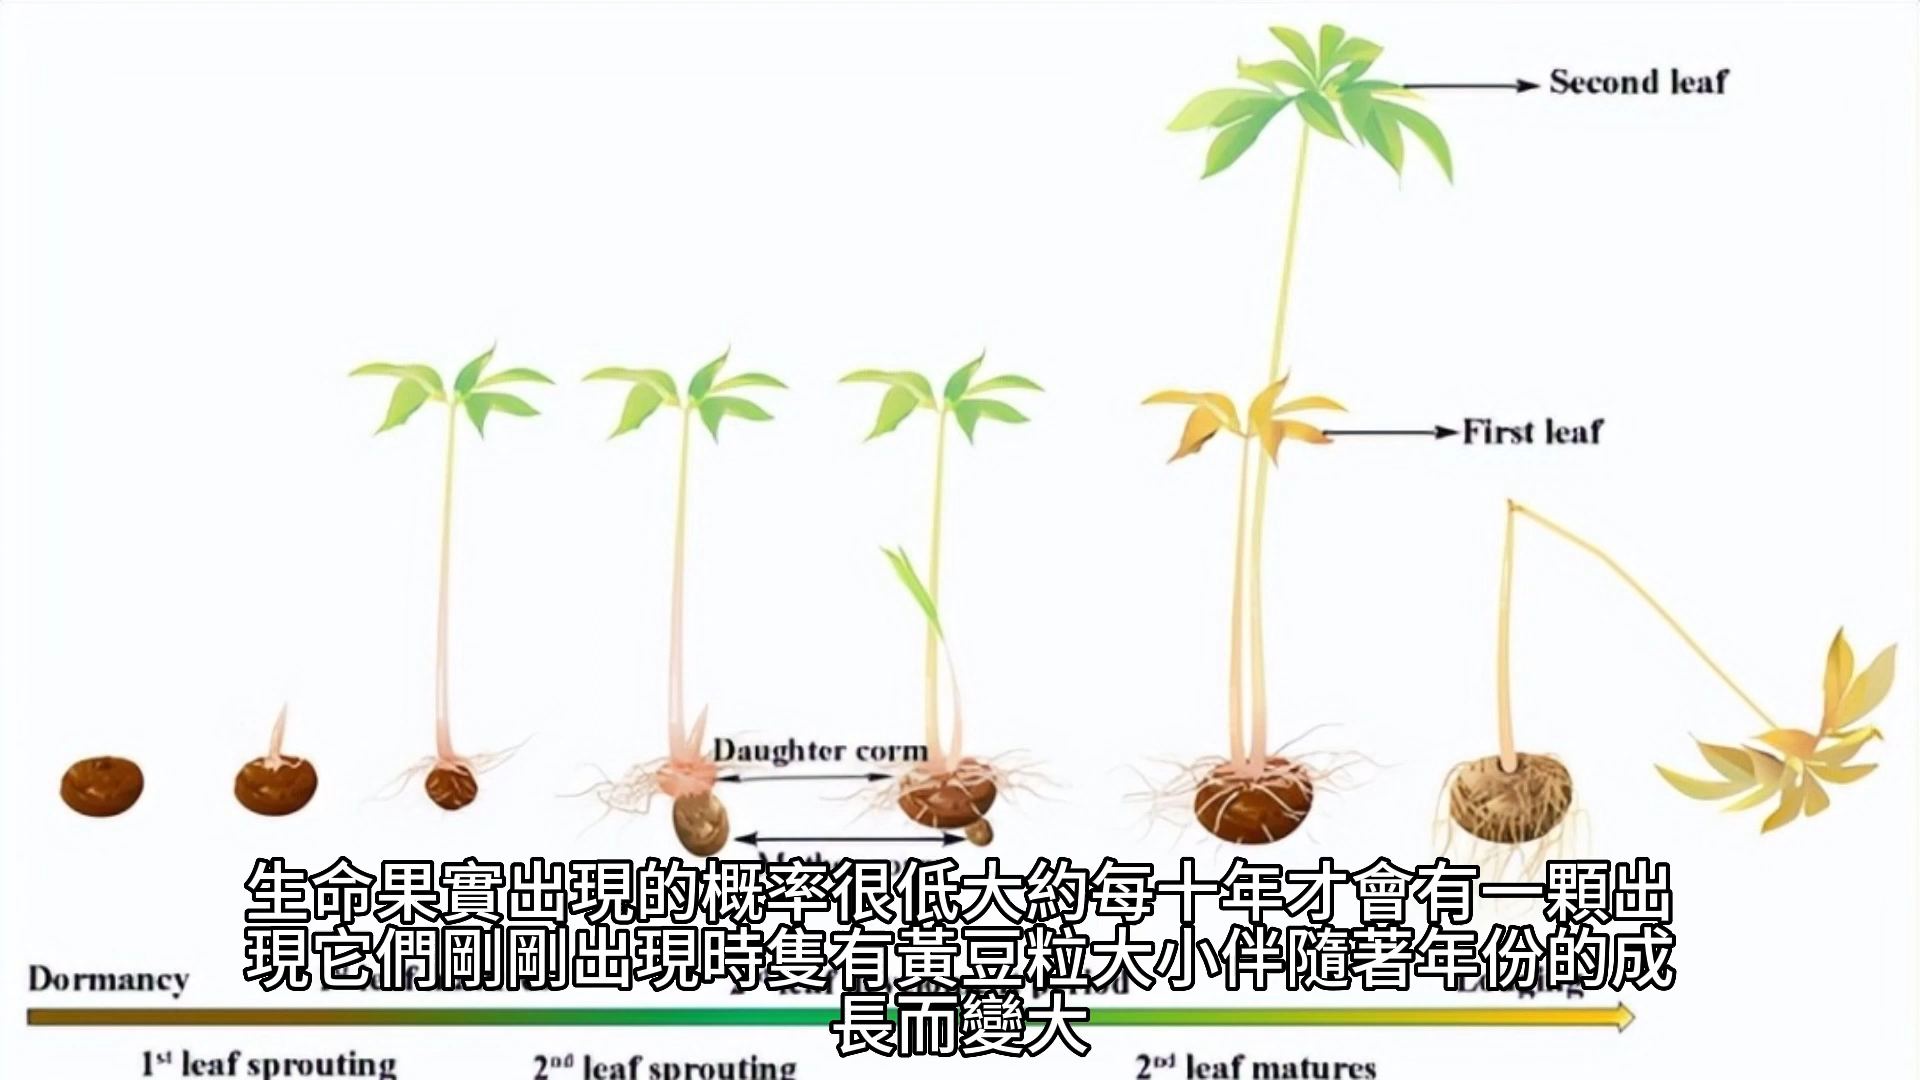 Second leaf
First leaf
Daughter corm
生命果實出現的概率很低大約每十年才會有一顆出
現它們剛剛出現時隻有黃豆粒大小伴隨著年份的成
長而變大
Dormancy
1st leaf sprouting
2nd leaf sprouting
2nd leaf matures